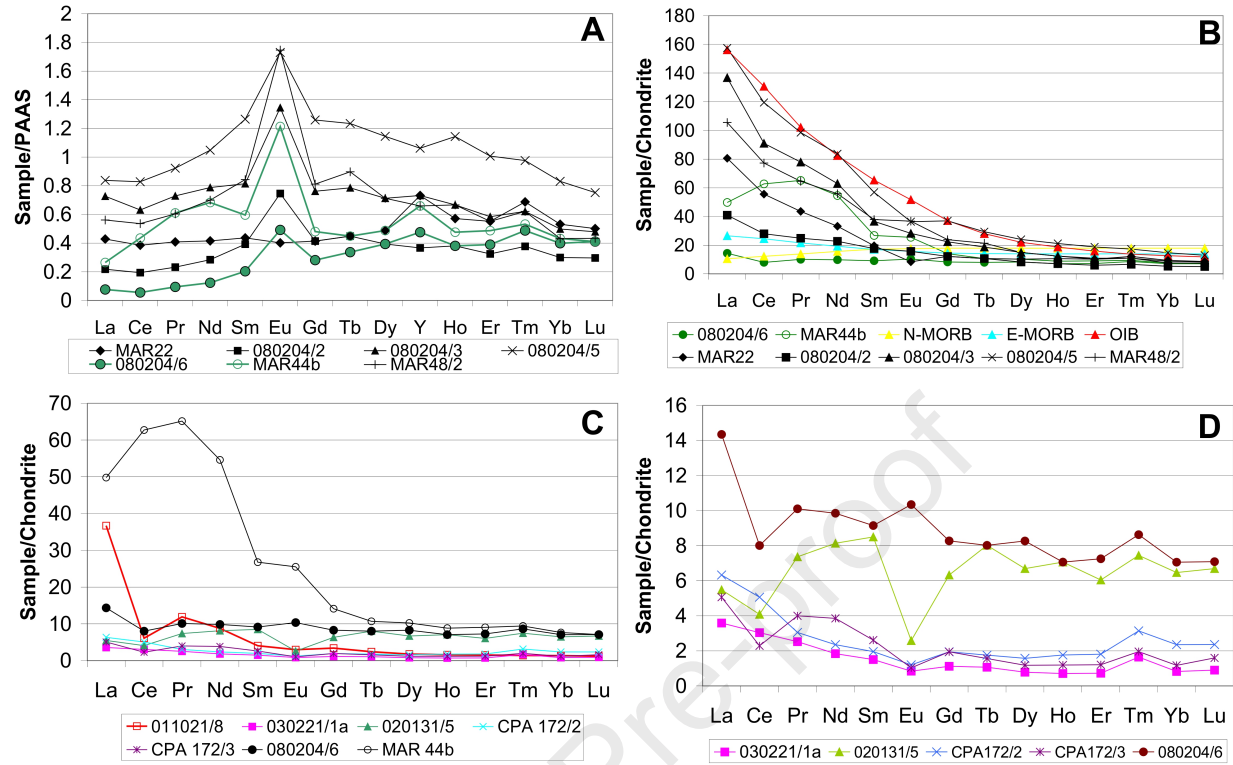 A
Sample/PAAS
2
1.8
1.6
1.4
1.2
1
0.8
0.6
0.4
0.2
0
La Ce Pr Nd Sm Eu Gd Tb Dy Y Ho Er Tm Yb Lu
MAR22 080204/2 080204/3 080204/5
080204/6 MAR44b MAR48/2
B
Sample/Chondrite
180
160
140
120
100
80
60
40
20
0
La Ce Pr Nd Sm Eu Gd Tb Dy Ho Er Tm Yb Lu
080204/6 MAR44b N-MORB E-MORB OIB
MAR22 080204/2 080204/3 080204/5 MAR48/2
C
Sample/Chondrite
70
60
50
40
30
20
10
0
La Ce Pr Nd Sm Eu Gd Tb Dy Ho Er Tm Yb Lu
011021/8 030221/1a 020131/5 CPA 172/2
CPA 172/3 080204/6 MAR 44b
D
Sample/Chondrite
16
14
12
10
8
6
4
2
0
La Ce Pr Nd Sm Eu Gd Tb Dy Ho Er Tm Yb Lu
030221/1a 020131/5 CPA172/2 CPA172/3 080204/6
Pre-proof